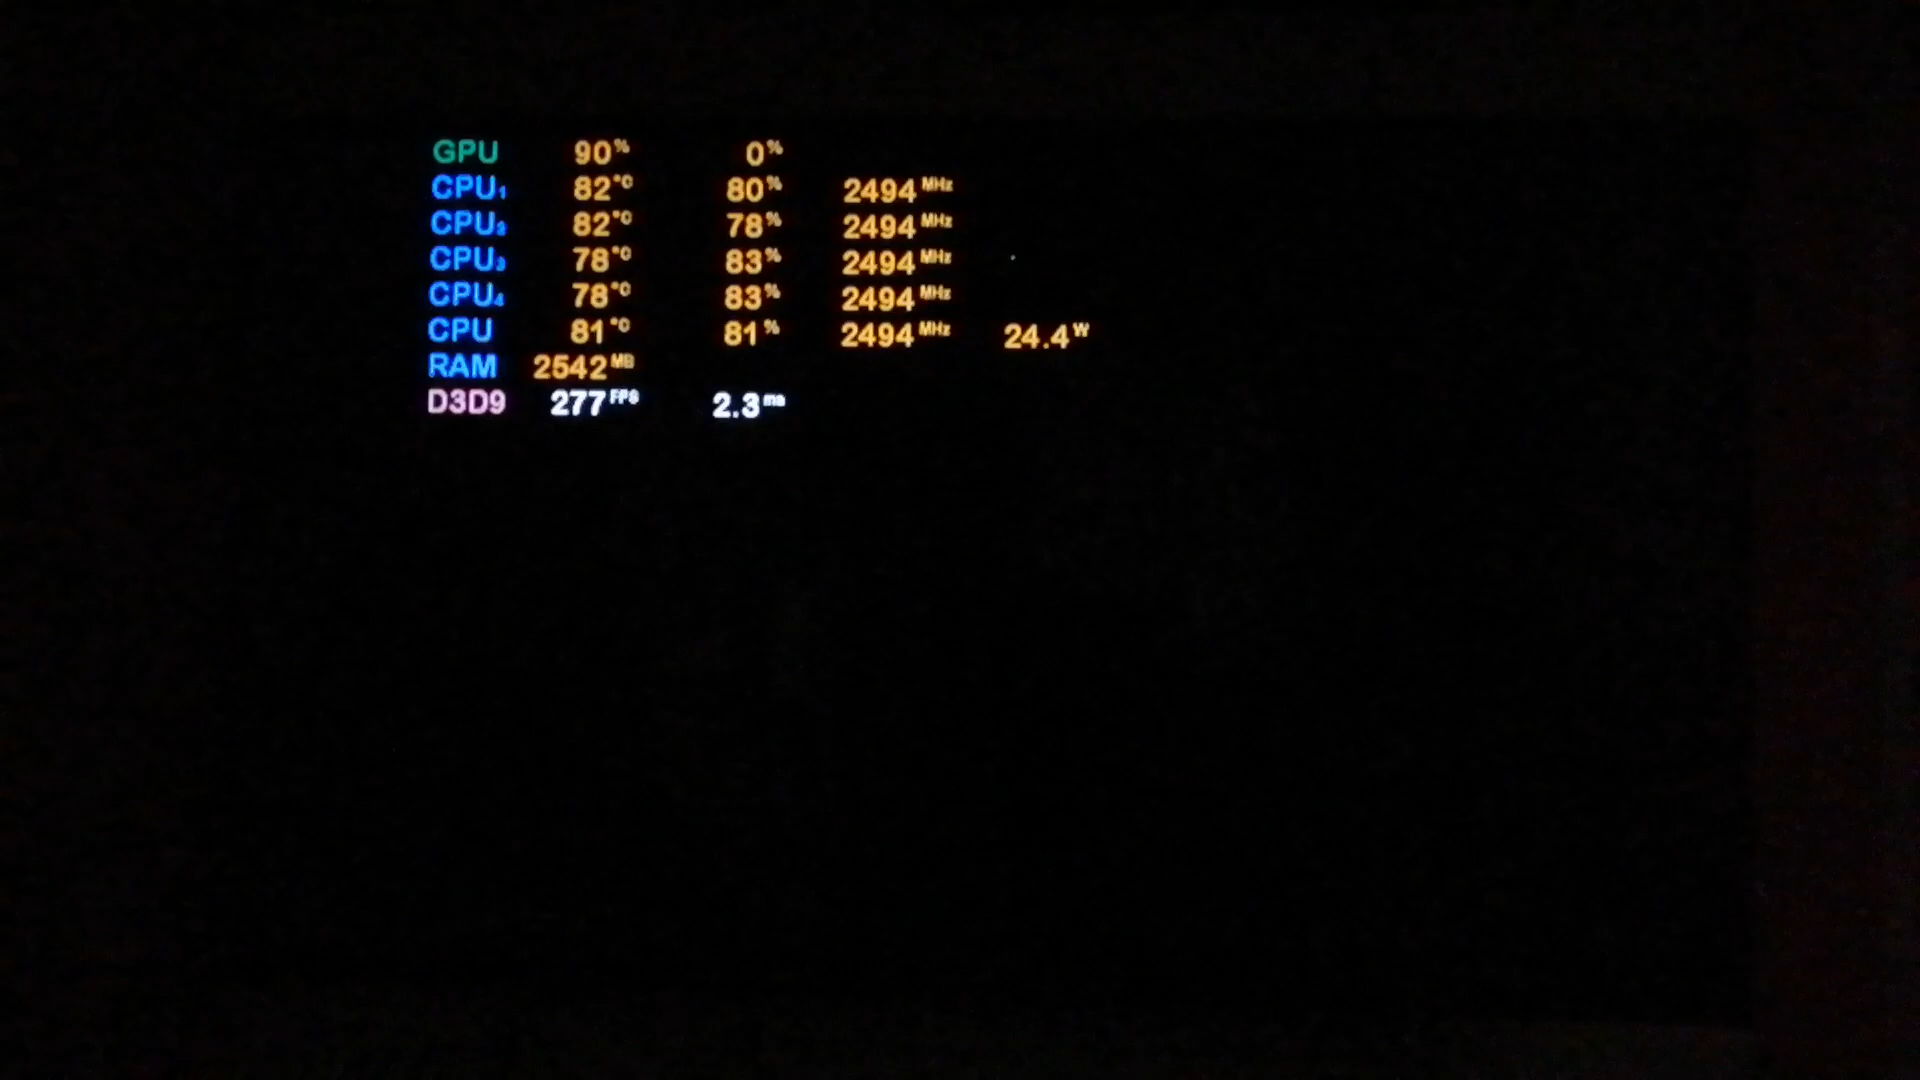 GPU 90% 0%
CPU1 82°C 80% 2494 MHz
CPU2 82°C 78% 2494 MHz
CPU3 78°C 83% 2494 MHz
CPU4 78°C 83% 2494 MHz
CPU 81°C 81% 2494 MHz 24.4 W
RAM 2542 MB
D3D9 277 FPS 2.3 ms